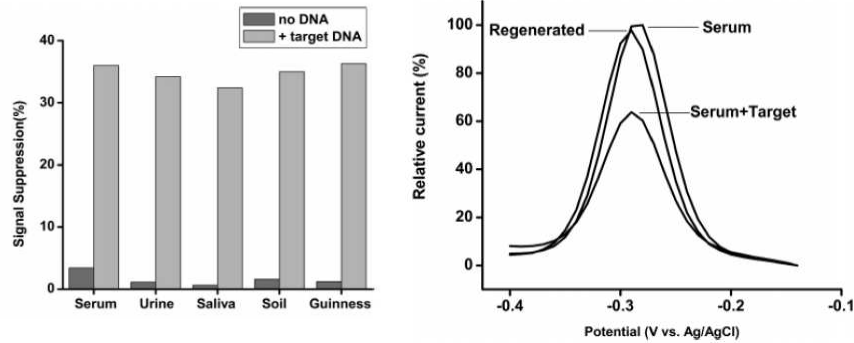 no DNA
+ target DNA
Signal Suppression(%)
40
30
20
10
0
Serum Urine Saliva Soil Guinness
Relative current (%)
100
80
60
40
20
0
Regenerated
Serum
Serum+Target
-0.4 -0.3 -0.2 -0.1
Potential (V vs. Ag/AgCl)